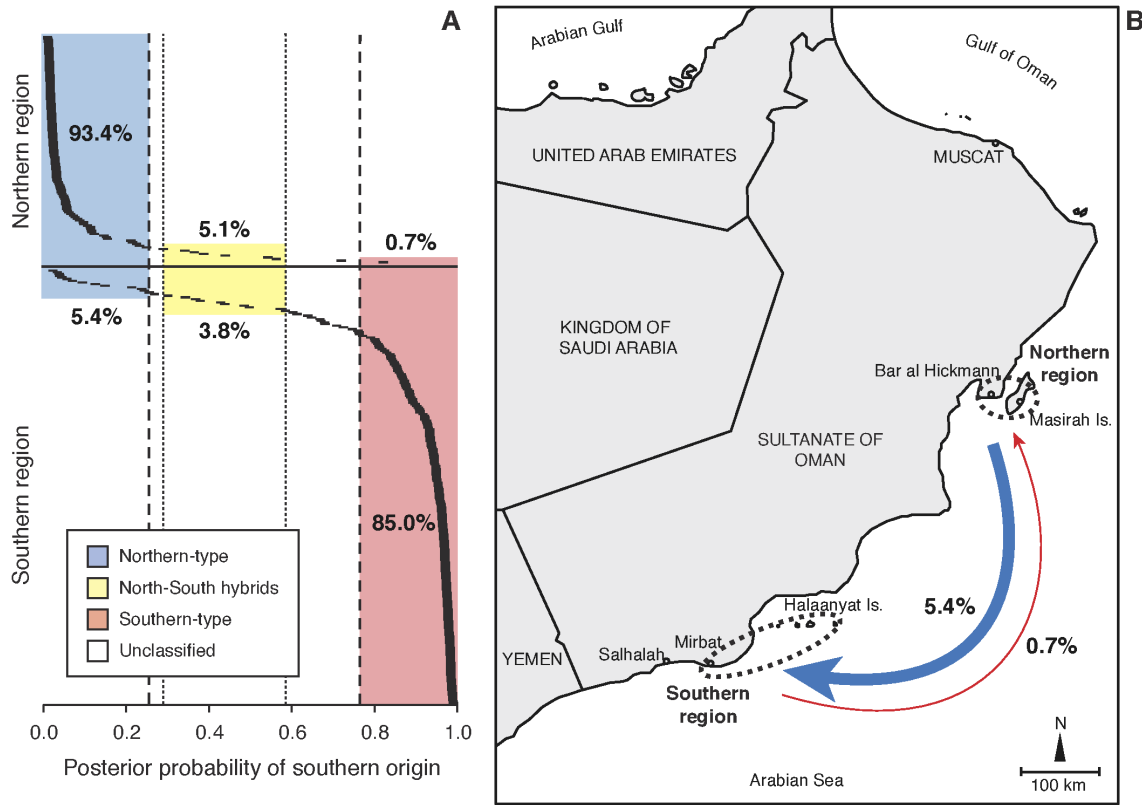 A
Northern region
93.4%
5.1%
0.7%
5.4%
3.8%
Southern region
85.0%
Northern-type
North-South hybrids
Southern-type
Unclassified
0.0
0.2
0.4
0.6
0.8
1.0
Posterior probability of southern origin
B
Arabian Gulf
Gulf of Oman
UNITED ARAB EMIRATES
MUSCAT
KINGDOM OF
SAUDI ARABIA
Bar al Hickmann
Northern
region
Masirah Is.
SULTANATE OF
OMAN
Halaanyat Is.
5.4%
0.7%
Mirbat
Salhalah
YEMEN
Southern
region
N
100 km
Arabian Sea